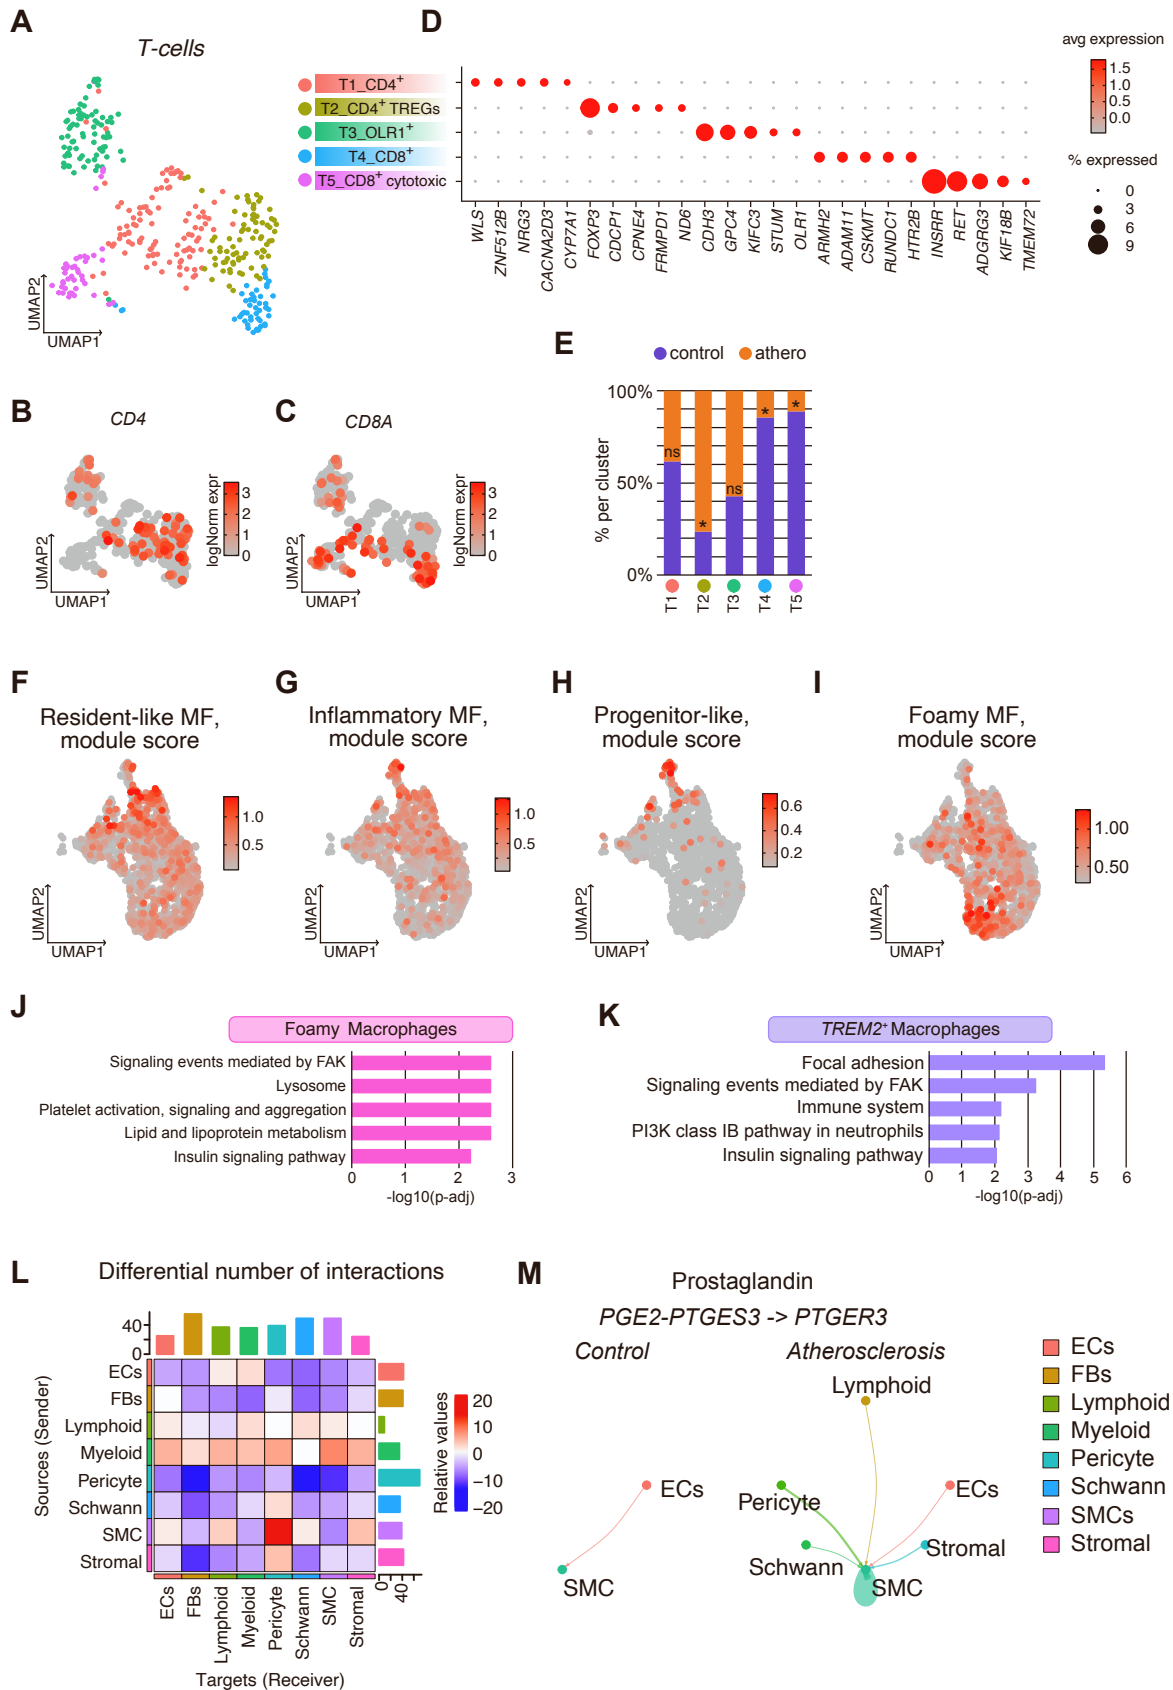 A
T-cells
UMAP2
UMAP1
T1_CD4+
T2_CD4+ TREGs
T3_OLR1+
T4_CD8+
T5_CD8+ cytotoxic
D
WLS
ZNF512B
NRG3
CACNA2D3
CYP7A1
FOXP3
CDCP1
CPNE4
FRMPD1
ND6
CDH3
GPC4
KIFC3
STUM
OLR1
ARMH2
ADAM11
CSKMT
RUNDC1
HTR2B
INSRR
RET
ADGRG3
KIF18B
TMEM72
avg expression
1.5
1.0
0.5
0.0
% expressed
0
3
6
9
B
CD4
UMAP2
UMAP1
logNorm expr
3
2
1
0
C
CD8A
UMAP2
UMAP1
logNorm expr
3
2
1
0
E
control
athero
% per cluster
100%
50%
0%
ns
*
ns
*
*
T1
T2
T3
T4
T5
F
Resident-like MF,
module score
1.0
0.5
UMAP2
UMAP1
G
Inflammatory MF,
module score
1.0
0.5
UMAP2
UMAP1
H
Progenitor-like,
module score
0.6
0.4
0.2
UMAP2
UMAP1
I
Foamy MF,
module score
1.00
0.50
UMAP2
UMAP1
J
Foamy Macrophages
Signaling events mediated by FAK
Lysosome
Platelet activation, signaling and aggregation
Lipid and lipoprotein metabolism
Insulin signaling pathway
0 1 2 3
-log10(p-adj)
K
TREM2+ Macrophages
Focal adhesion
Signaling events mediated by FAK
Immune system
PI3K class IB pathway in neutrophils
Insulin signaling pathway
0 1 2 3 4 5 6
-log10(p-adj)
L
Differential number of interactions
40
0
Sources (Sender)
ECs
FBs
Lymphoid
Myeloid
Pericyte
Schwann
SMC
Stromal
0
40
ECs
FBs
Lymphoid
Myeloid
Pericyte
Schwann
SMC
Stromal
Targets (Receiver)
Relative values
20
10
0
−10
−20
M
Prostaglandin
PGE2-PTGES3 -> PTGER3
Control
Atherosclerosis
ECs
SMC
Lymphoid
Pericyte
ECs
Schwann
Stromal
SMC
ECs
FBs
Lymphoid
Myeloid
Pericyte
Schwann
SMCs
Stromal